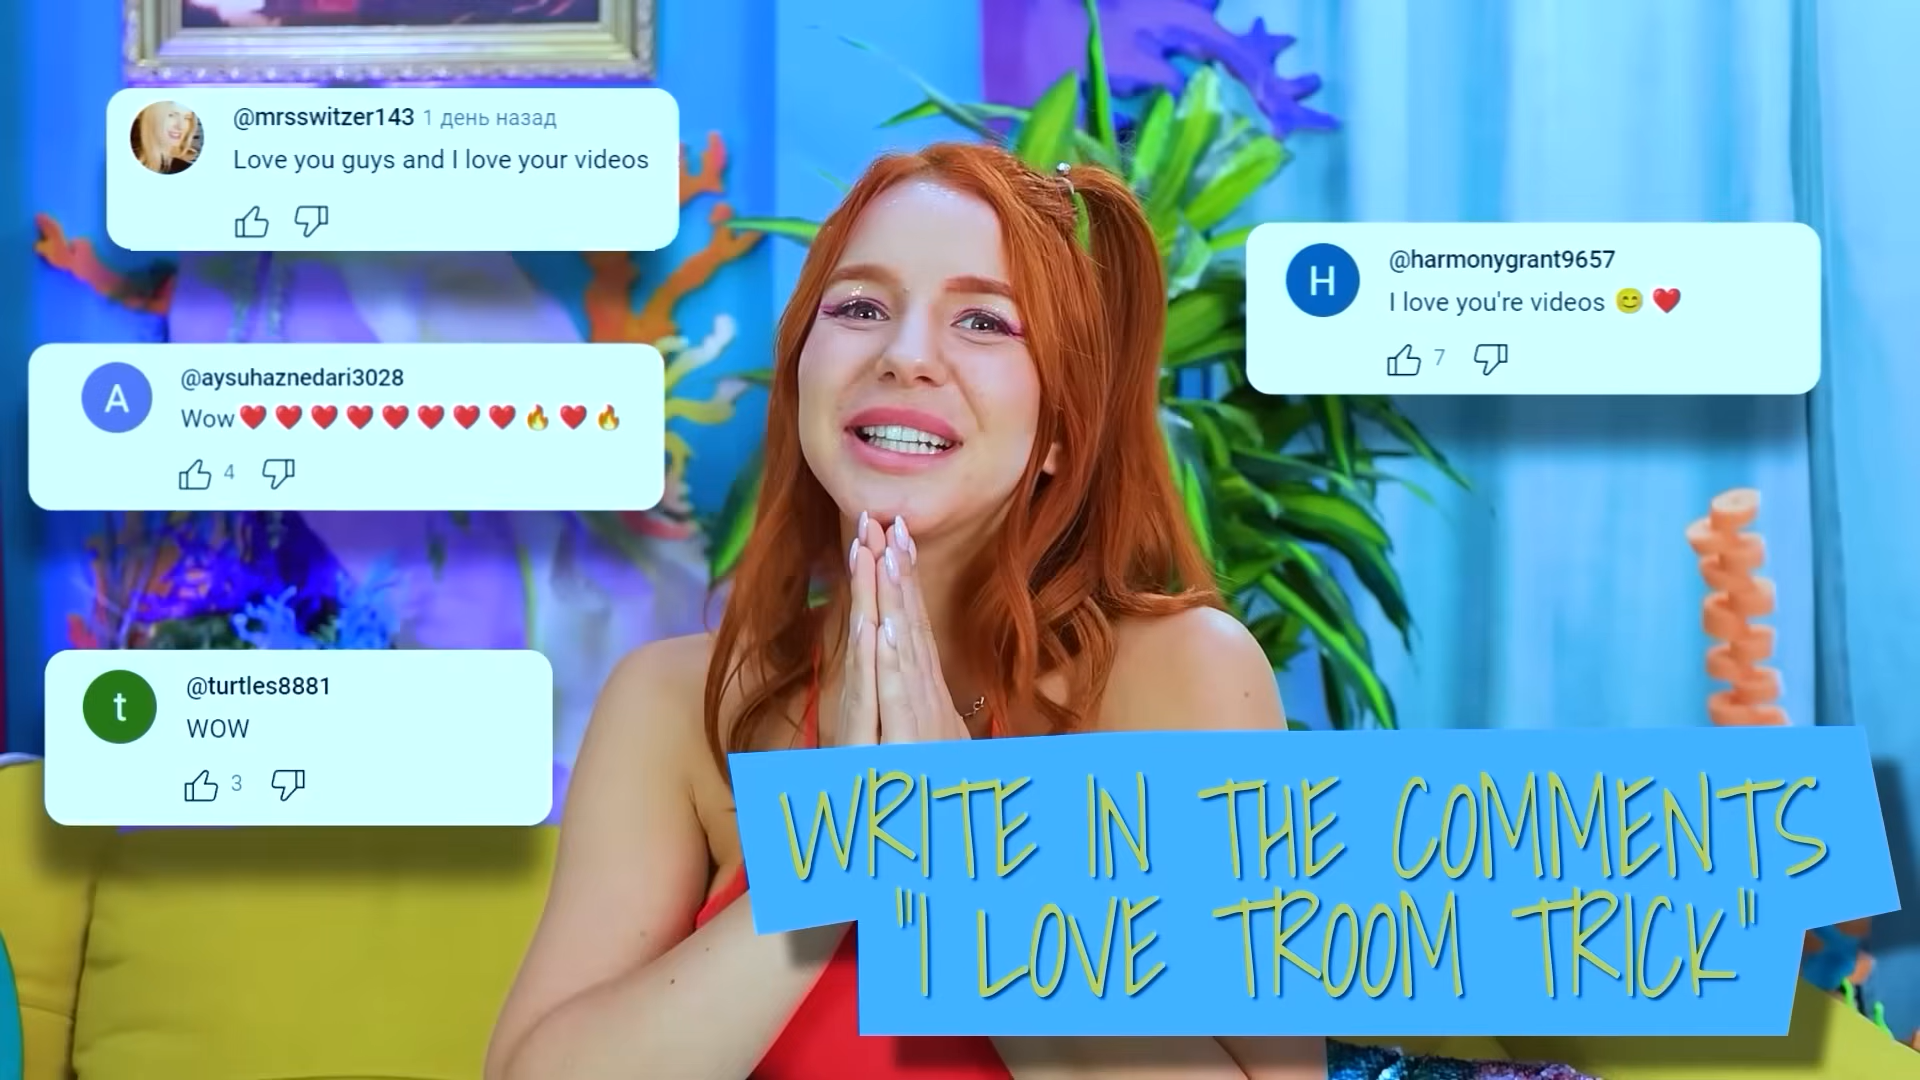 @mrsswitzer143 1 день назад
Love you guys and I love your videos
@harmonygrant9657
I love you're videos 😊 ❤️
7
H
@aysuhaznedari3028
A
Wow❤️❤️❤️❤️❤️❤️❤️❤️🔥❤️🔥
4
@turtles8881
t
WOW
3
WRITE IN THE COMMENTS
"I LOVE TROOM TRICK"